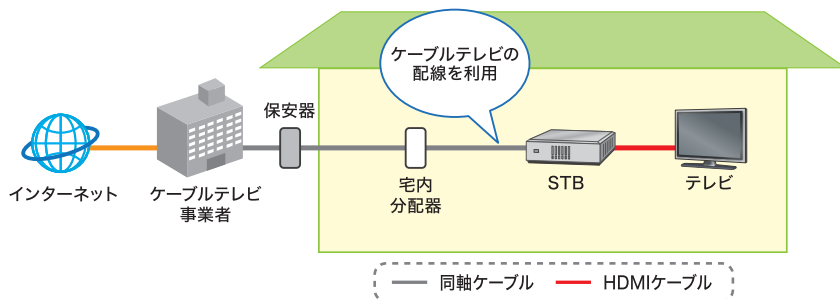 ケーブルテレビの
配線を利用
保安器
インターネット
ケーブルテレビ
事業者
宅内
分配器
STB
テレビ
同軸ケーブル
HDMIケーブル